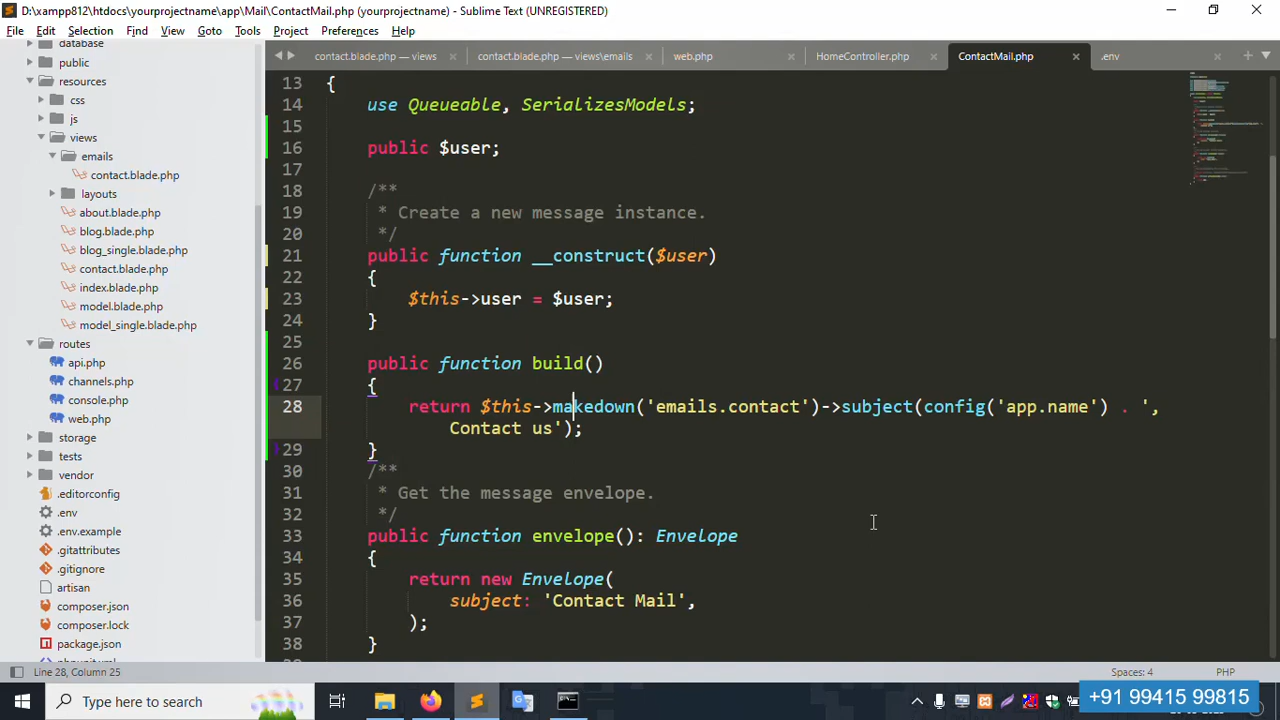 D:\xampp812\htdocs\yourprojectname\app\Mail\ContactMail.php (yourprojectname) - Sublime Text (UNREGISTERED)
File Edit Selection Find View Goto Tools Project Preferences Help
database
public
resources
css
js
views
emails
contact.blade.php
layouts
about.blade.php
blog.blade.php
blog_single.blade.php
contact.blade.php
index.blade.php
model.blade.php
model_single.blade.php
routes
api.php
channels.php
console.php
web.php
storage
tests
vendor
.editorconfig
.env
.env.example
.gitattributes
.gitignore
artisan
composer.json
composer.lock
package.json
phpunit.xml
contact.blade.php — views contact.blade.php — views\emails web.php HomeController.php ContactMail.php .env
13 {
14 use Queueable, SerializesModels;
15
16 public $user;
17
18 /**
19 * Create a new message instance.
20 */
21 public function __construct($user)
22 {
23 $this->user = $user;
24 }
25
26 public function build()
27 {
28 return $this->makedown('emails.contact')->subject(config('app.name') . ',
Contact us');
29 }
30 /**
31 * Get the message envelope.
32 */
33 public function envelope(): Envelope
34 {
35 return new Envelope(
36 subject: 'Contact Mail',
37 );
38 }
Line 28, Column 25 Spaces: 4 PHP
Type here to search
+91 99415 99815